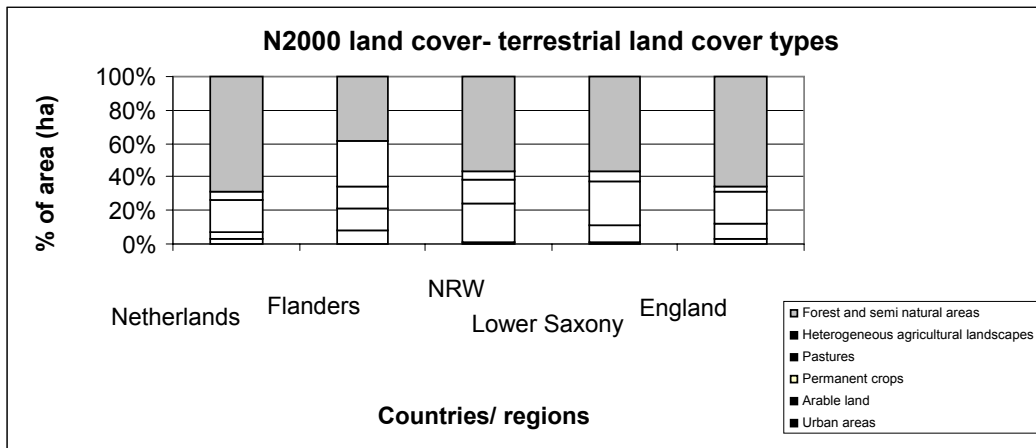 N2000 land cover- terrestrial land cover types
% of area (ha)
100%
80%
60%
40%
20%
0%
Netherlands
Flanders
NRW
Lower Saxony
England
Countries/ regions
Forest and semi natural areas
Heterogeneous agricultural landscapes
Pastures
Permanent crops
Arable land
Urban areas